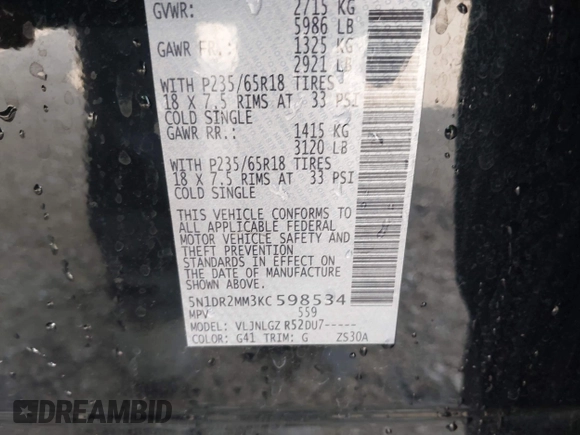 GVWR: 2715 KG
5986 LB
GAWR FR.: 1325 KG
2921 LB
WITH P235/65R18 TIRES
18 X 7.5 RIMS AT 33 PSI
COLD SINGLE
GAWR RR.: 1415 KG
3120 LB
WITH P235/65R18 TIRES
18 X 7.5 RIMS AT 33 PSI
COLD SINGLE
THIS VEHICLE CONFORMS TO
ALL APPLICABLE FEDERAL
MOTOR VEHICLE SAFETY AND
THEFT PREVENTION
STANDARDS IN EFFECT ON
THE DATE OF MANUFACTURE
SHOWN ABOVE.
5N1DR2MM3KC598534
MPV 559
MODEL: VLJNLGZ R52DU7-----
COLOR: G41 TRIM: G ZS30A
DREAMBID